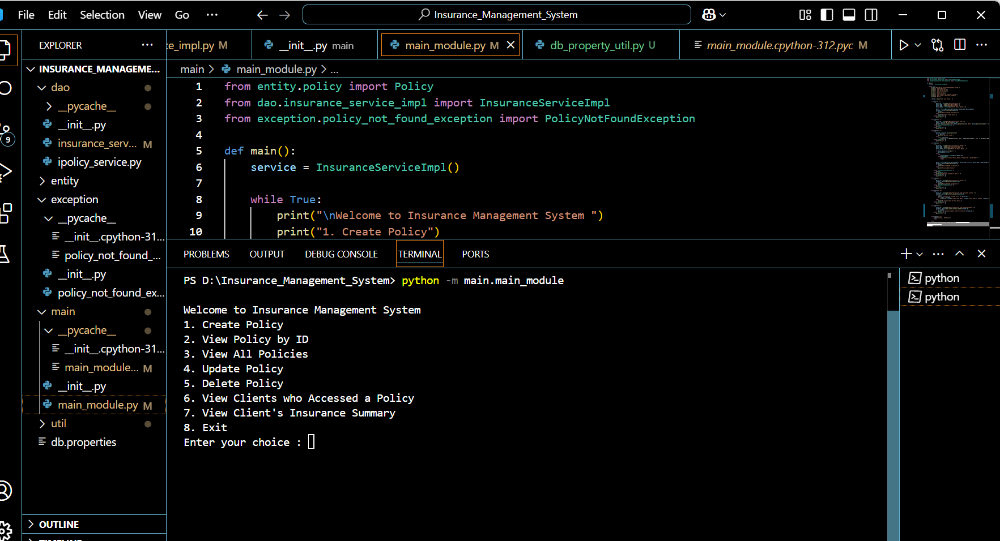 File Edit Selection View Go ···
Insurance_Management_System
EXPLORER ···
INSURANCE_MANAGEME...
dao
__pycache__
__init__.py
insurance_serv... M
ipolicy_service.py
entity
exception
__pycache__
__init__.cpython-31...
policy_not_found_...
__init__.py
policy_not_found_ex...
main
__pycache__
__init__.cpython-31...
main_module... M
__init__.py
main_module.py M
util
db.properties
OUTLINE
TIMELINE
9
ce_impl.py M
__init__.py main
main_module.py M
db_property_util.py U
main_module.cpython-312.pyc M
main > main_module.py > ...
1 from entity.policy import Policy
2 from dao.insurance_service_impl import InsuranceServiceImpl
3 from exception.policy_not_found_exception import PolicyNotFoundException
4
5 def main():
6 service = InsuranceServiceImpl()
7
8 while True:
9 print("\nWelcome to Insurance Management System ")
10 print("1. Create Policy")
PROBLEMS OUTPUT DEBUG CONSOLE TERMINAL PORTS
PS D:\Insurance_Management_System> python -m main.main_module
Welcome to Insurance Management System
1. Create Policy
2. View Policy by ID
3. View All Policies
4. Update Policy
5. Delete Policy
6. View Clients who Accessed a Policy
7. View Client's Insurance Summary
8. Exit
Enter your choice :
python
python